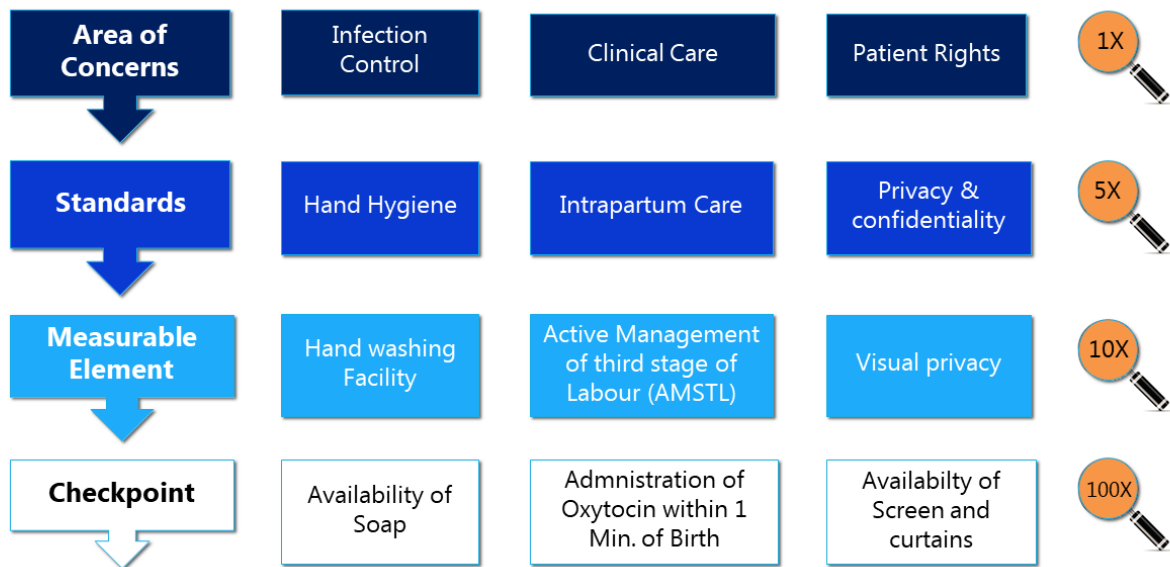 Area of
Concerns
Infection
Control
Clinical Care
Patient Rights
1X
Standards
Hand Hygiene
Intrapartum Care
Privacy &
confidentiality
5X
Measurable
Element
Hand washing
Facility
Active Management
of third stage of
Labour (AMSTL)
Visual privacy
10X
Checkpoint
Availability of
Soap
Admnistration of
Oxytocin within 1
Min. of Birth
Availabilty of
Screen and
curtains
100X